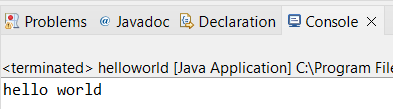 Problems @ Javadoc Declaration Console
<terminated> helloworld [Java Application] C:\Program File
hello world